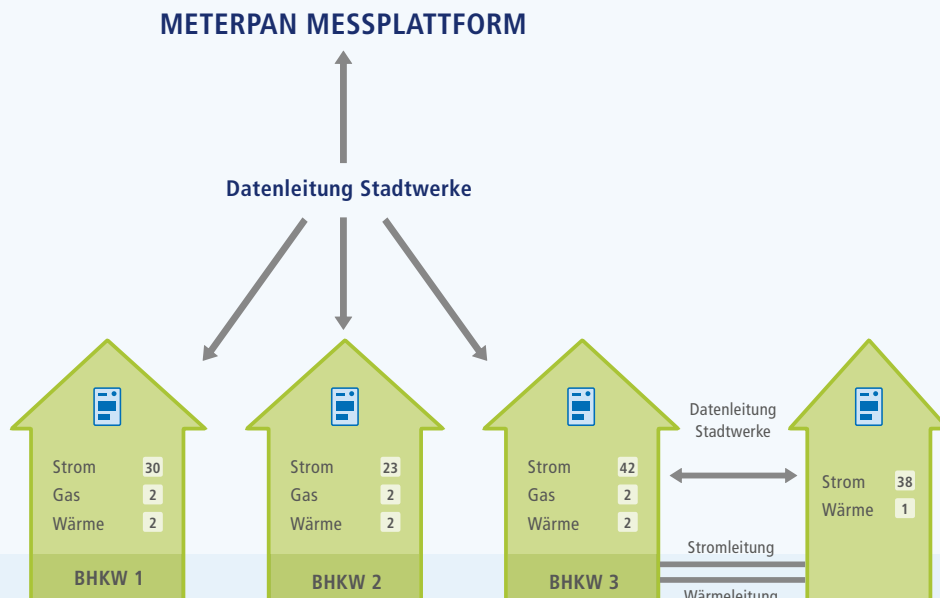 METERPAN MESSPLATTFORM
Datenleitung Stadtwerke
Strom 30
Gas 2
Wärme 2
BHKW 1
Strom 23
Gas 2
Wärme 2
BHKW 2
Strom 42
Gas 2
Wärme 2
BHKW 3
Datenleitung
Stadtwerke
Stromleitung
Wärmeleitung
Strom 38
Wärme 1